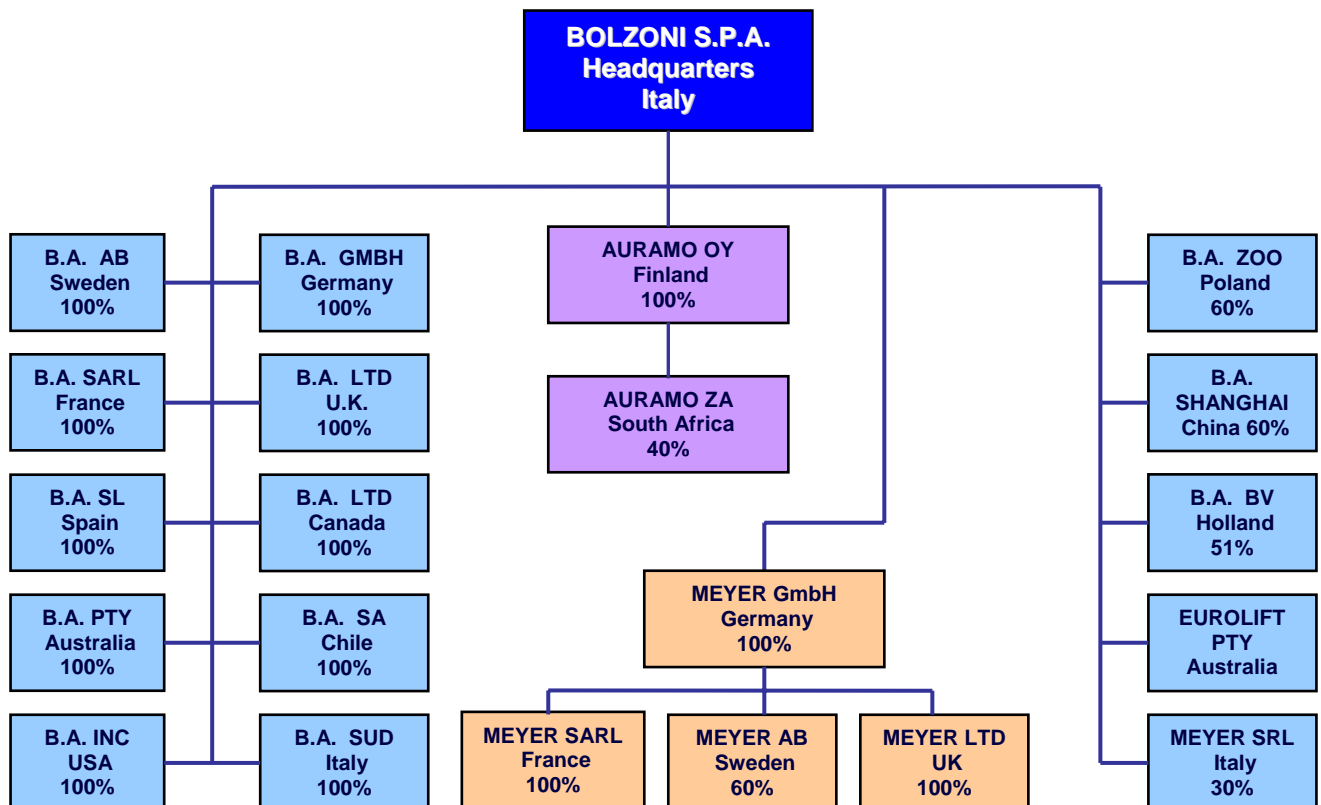 BOLZONI S.P.A.
Headquarters
Italy
B.A. AB
Sweden
100%
B.A. GMBH
Germany
100%
AURAMO OY
Finland
100%
B.A. ZOO
Poland
60%
B.A. SARL
France
100%
B.A. LTD
U.K.
100%
AURAMO ZA
South Africa
40%
B.A.
SHANGHAI
China 60%
B.A. SL
Spain
100%
B.A. LTD
Canada
100%
B.A. BV
Holland
51%
B.A. PTY
Australia
100%
B.A. SA
Chile
100%
MEYER GmbH
Germany
100%
EUROLIFT
PTY
Australia
B.A. INC
USA
100%
B.A. SUD
Italy
100%
MEYER SARL
France
100%
MEYER AB
Sweden
60%
MEYER LTD
UK
100%
MEYER SRL
Italy
30%